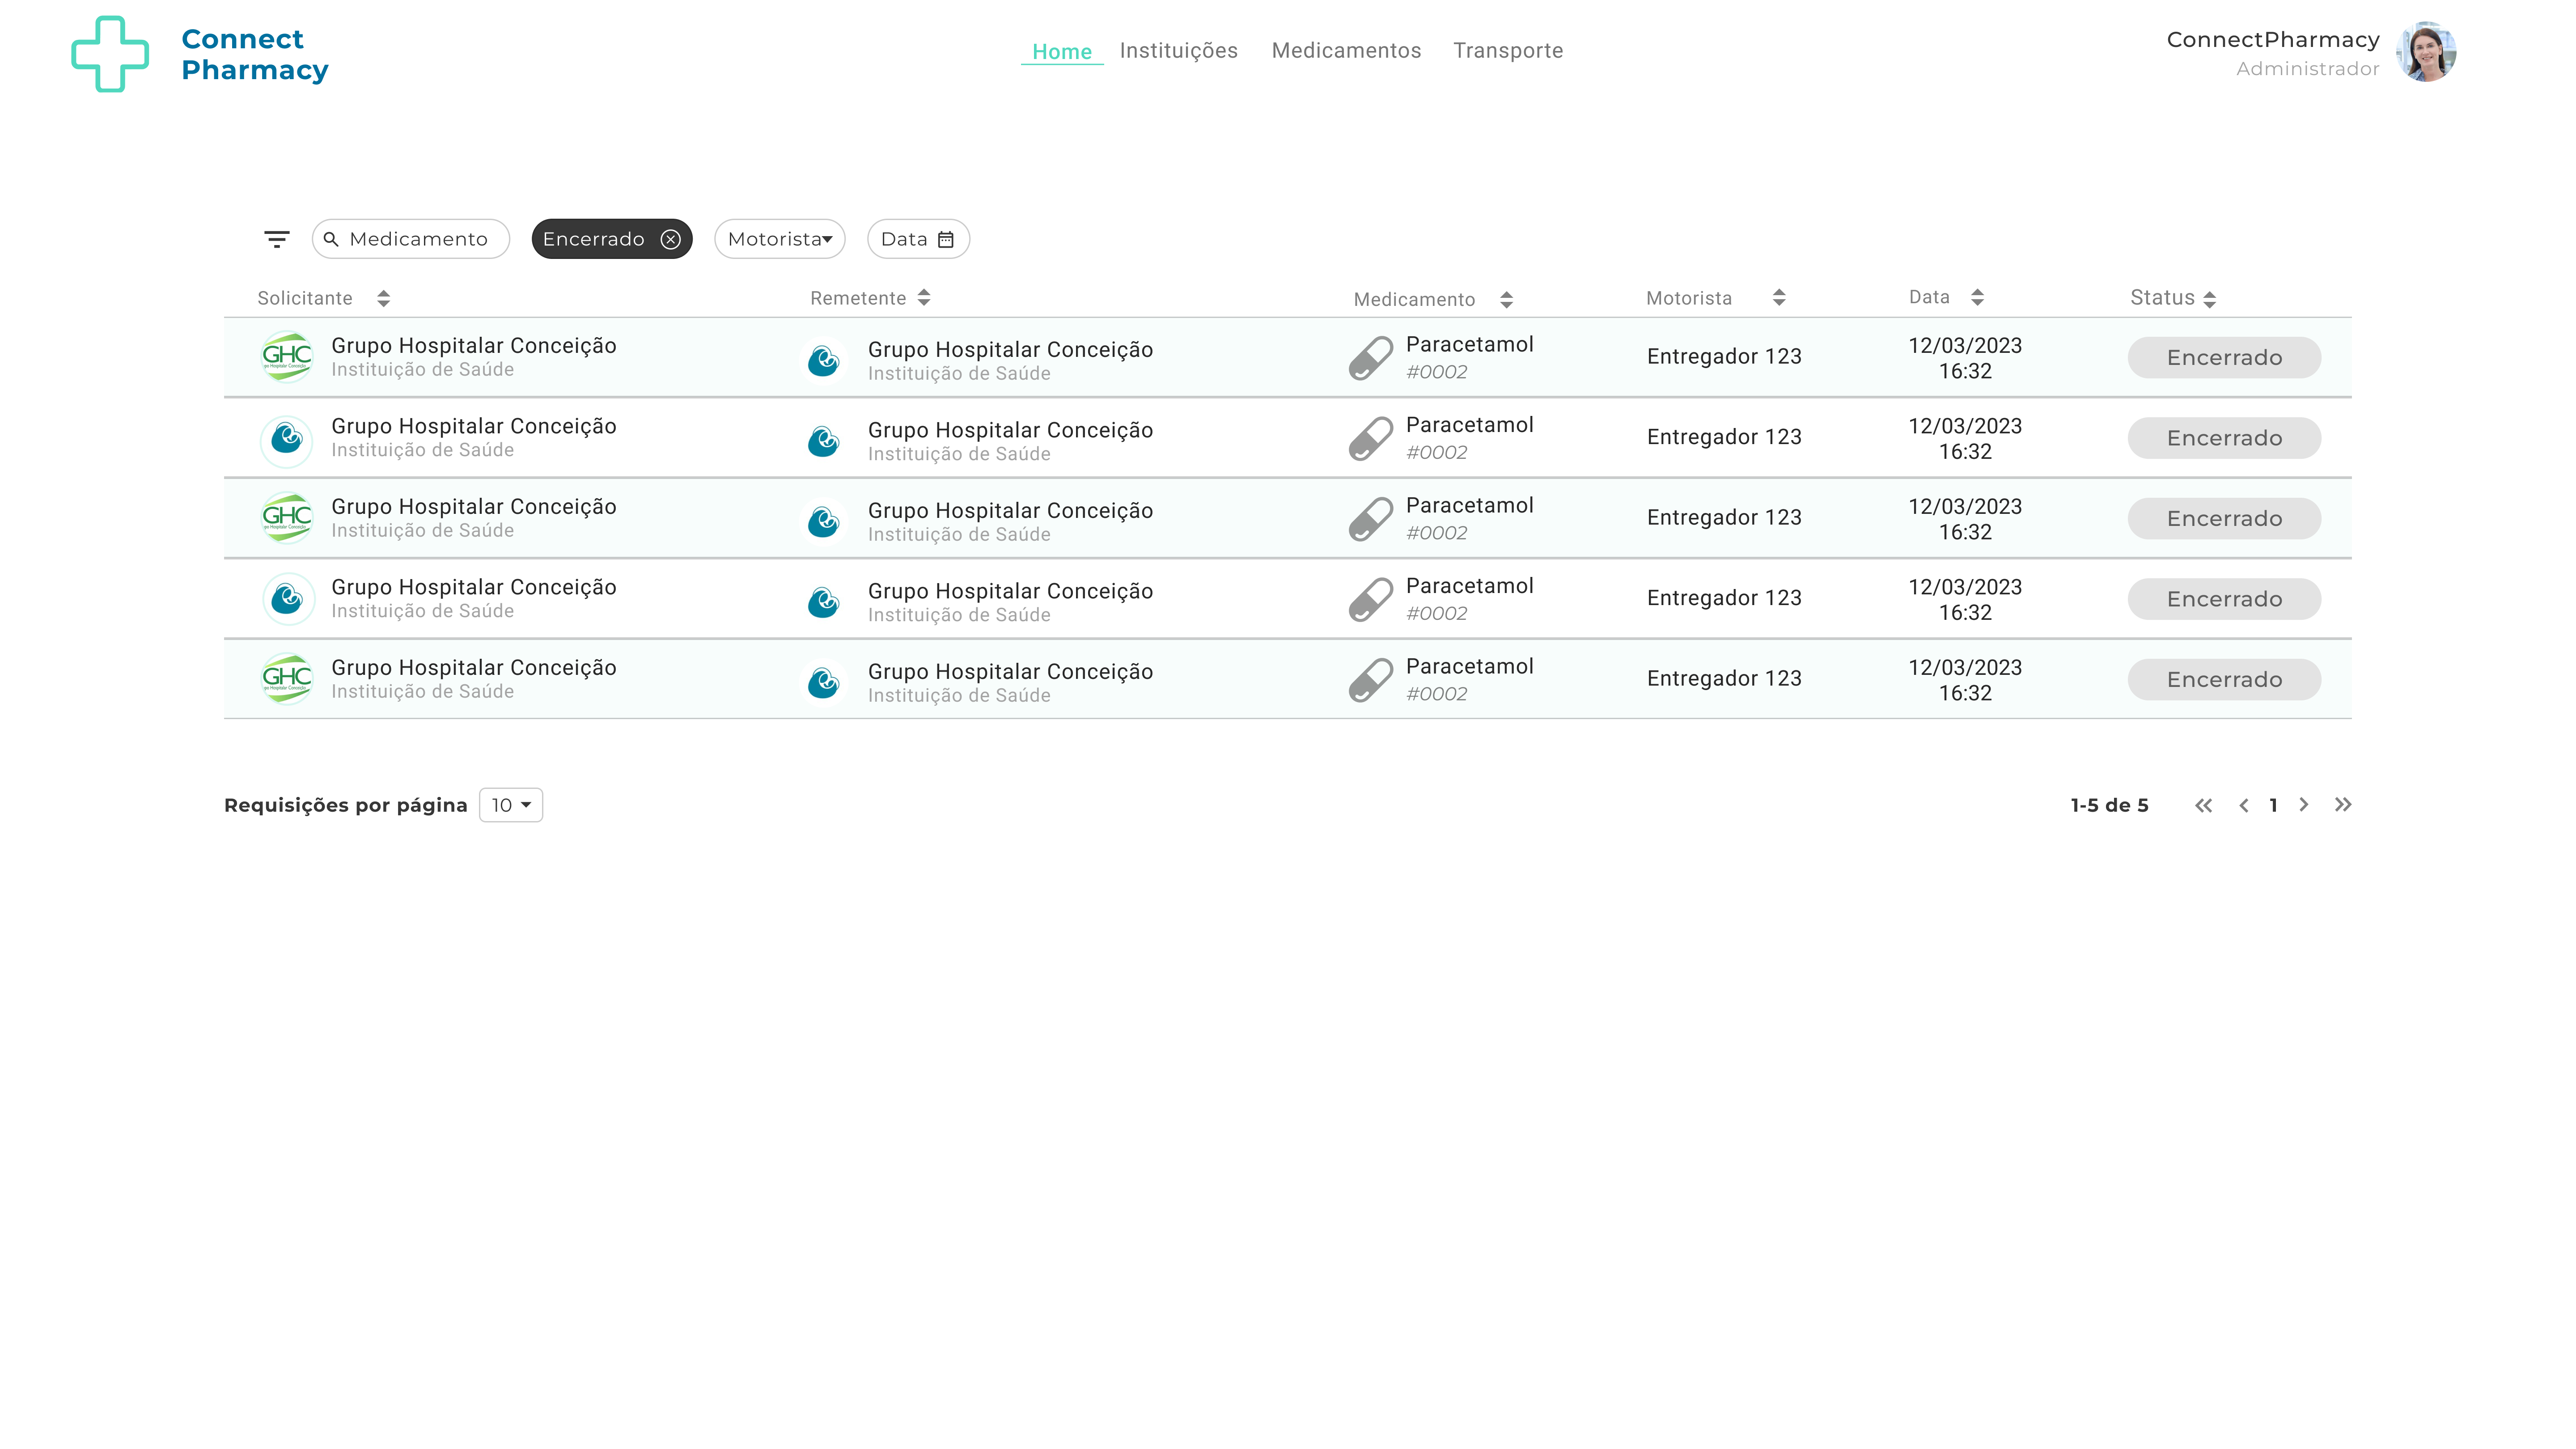 Connect
Pharmacy
Home Instituições Medicamentos Transporte
ConnectPharmacy
Administrador
Medicamento Encerrado Motorista Data
Solicitante Remetente Medicamento Motorista Data Status
GHC
Grupo Hospitalar Conceição
Instituição de Saúde
Grupo Hospitalar Conceição
Instituição de Saúde
Paracetamol
#0002
Entregador 123
12/03/2023
16:32
Encerrado
Grupo Hospitalar Conceição
Instituição de Saúde
Grupo Hospitalar Conceição
Instituição de Saúde
Paracetamol
#0002
Entregador 123
12/03/2023
16:32
Encerrado
GHC
Grupo Hospitalar Conceição
Instituição de Saúde
Grupo Hospitalar Conceição
Instituição de Saúde
Paracetamol
#0002
Entregador 123
12/03/2023
16:32
Encerrado
Grupo Hospitalar Conceição
Instituição de Saúde
Grupo Hospitalar Conceição
Instituição de Saúde
Paracetamol
#0002
Entregador 123
12/03/2023
16:32
Encerrado
GHC
Grupo Hospitalar Conceição
Instituição de Saúde
Grupo Hospitalar Conceição
Instituição de Saúde
Paracetamol
#0002
Entregador 123
12/03/2023
16:32
Encerrado
Requisições por página 10
1-5 de 5 1